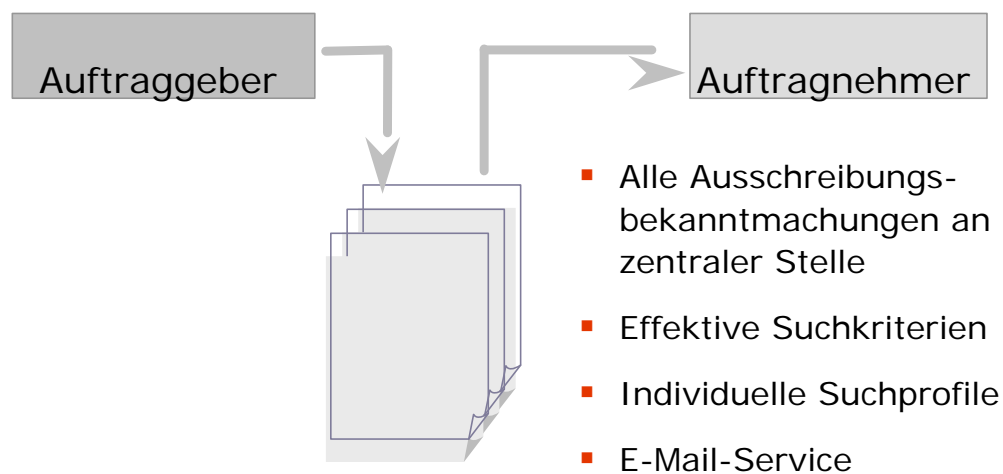 Auftraggeber
Auftragnehmer
Alle Ausschreibungs-
bekanntmachungen an
zentraler Stelle
Effektive Suchkriterien
Individuelle Suchprofile
E-Mail-Service